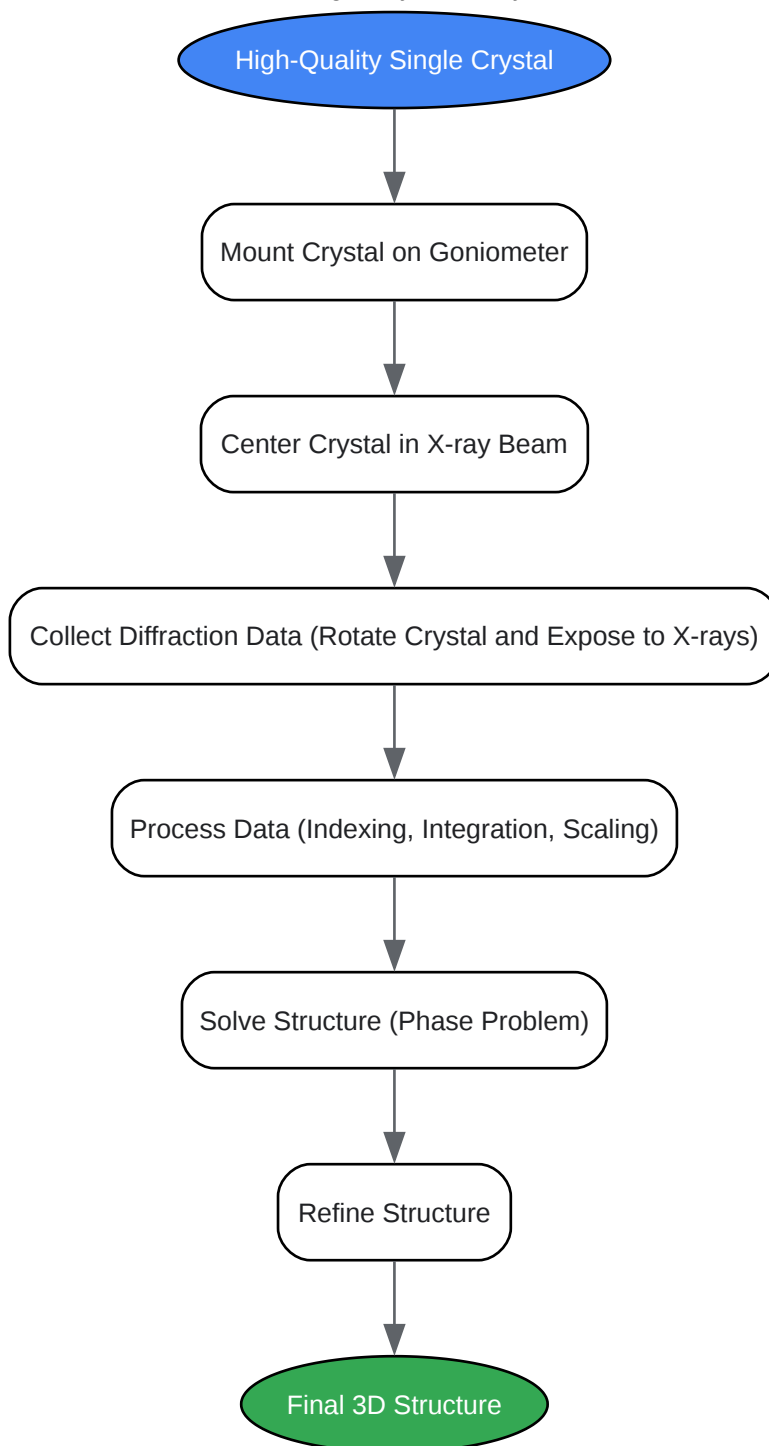 High-Quality Single Crystal
Mount Crystal on Goniometer
Center Crystal in X-ray Beam
Collect Diffraction Data (Rotate Crystal and Expose to X-rays)
Process Data (Indexing, Integration, Scaling)
Solve Structure (Phase Problem)
Refine Structure
Final 3D Structure